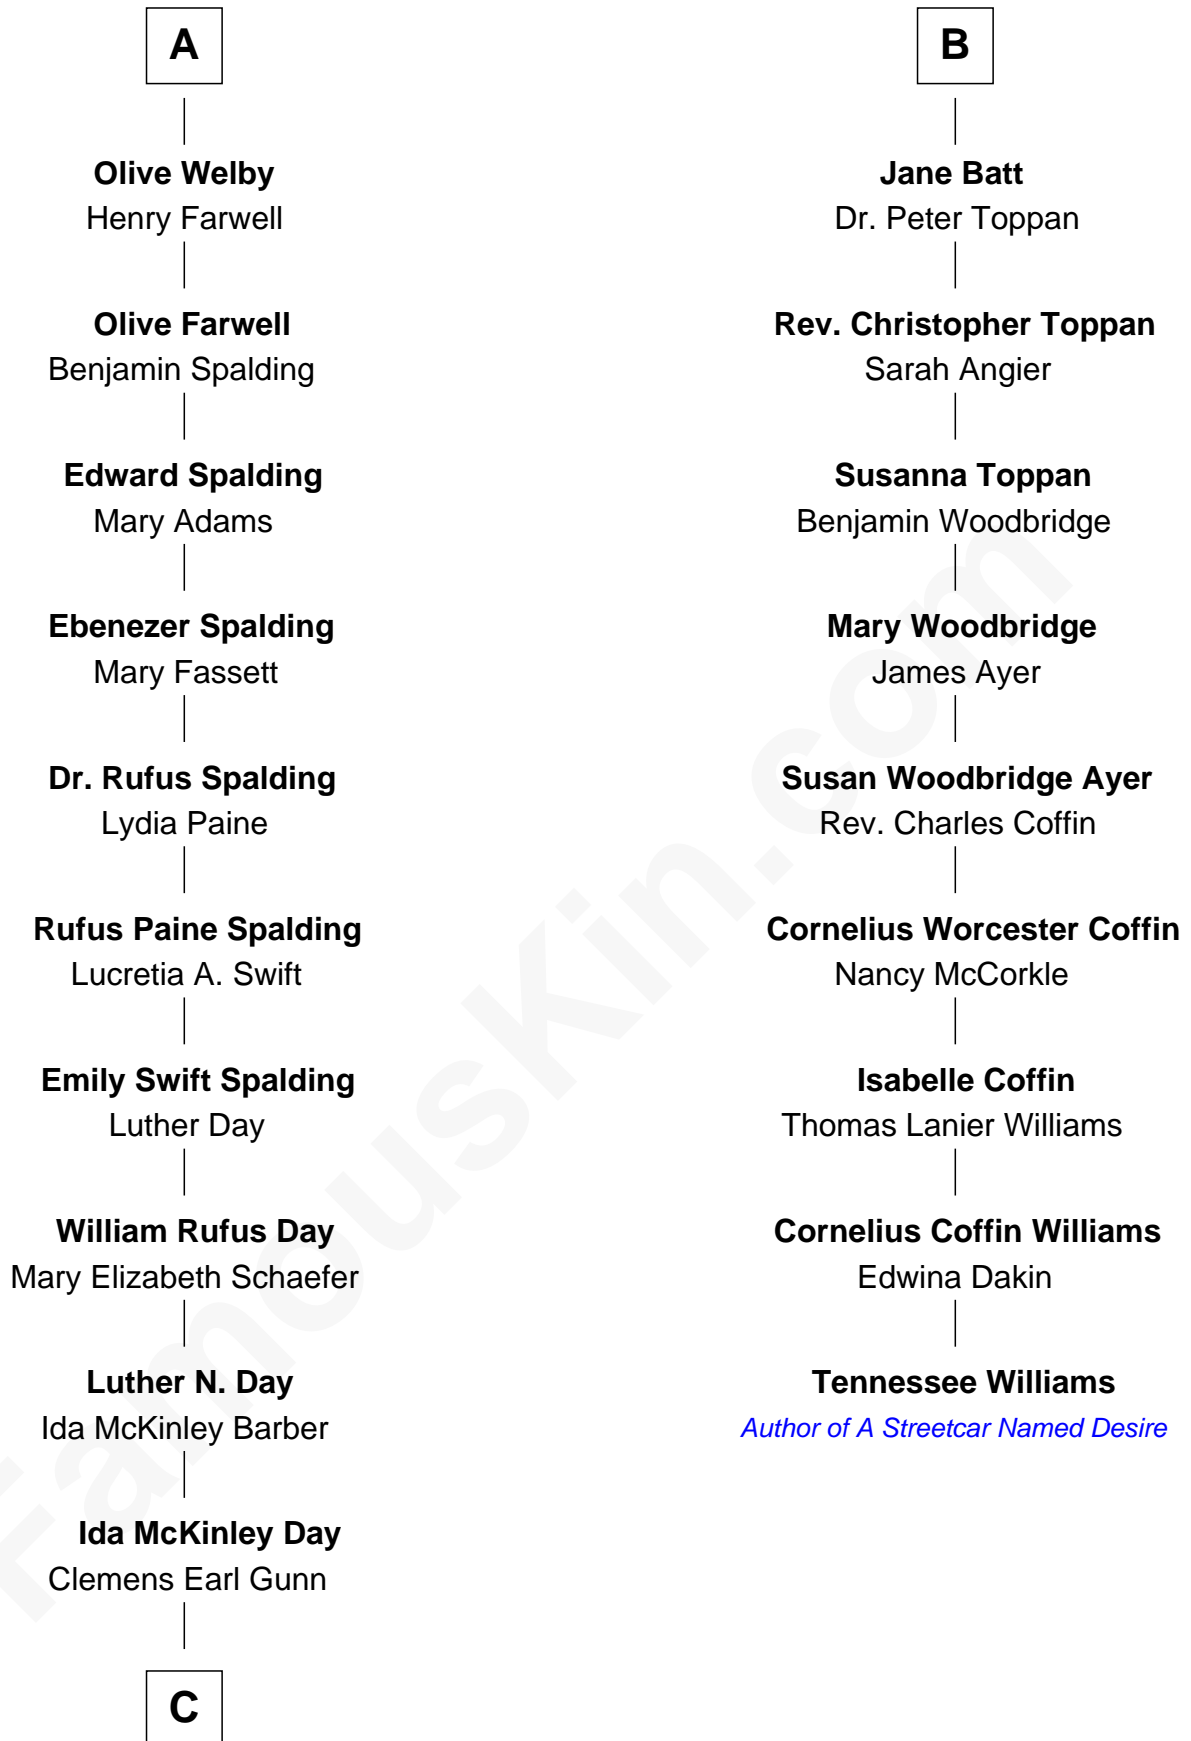 A
Olive Welby
Henry Farwell
Olive Farwell
Benjamin Spalding
Edward Spalding
Mary Adams
Ebenezer Spalding
Mary Fassett
Dr. Rufus Spalding
Lydia Paine
Rufus Paine Spalding
Lucretia A. Swift
Emily Swift Spalding
Luther Day
William Rufus Day
Mary Elizabeth Schaefer
Luther N. Day
Ida McKinley Barber
Ida McKinley Day
Clemens Earl Gunn
C
B
Jane Batt
Dr. Peter Toppan
Rev. Christopher Toppan
Sarah Angier
Susanna Toppan
Benjamin Woodbridge
Mary Woodbridge
James Ayer
Susan Woodbridge Ayer
Rev. Charles Coffin
Cornelius Worcester Coffin
Nancy McCorkle
Isabelle Coffin
Thomas Lanier Williams
Cornelius Coffin Williams
Edwina Dakin
Tennessee Williams
Author of A Streetcar Named Desire
FamousKin.com